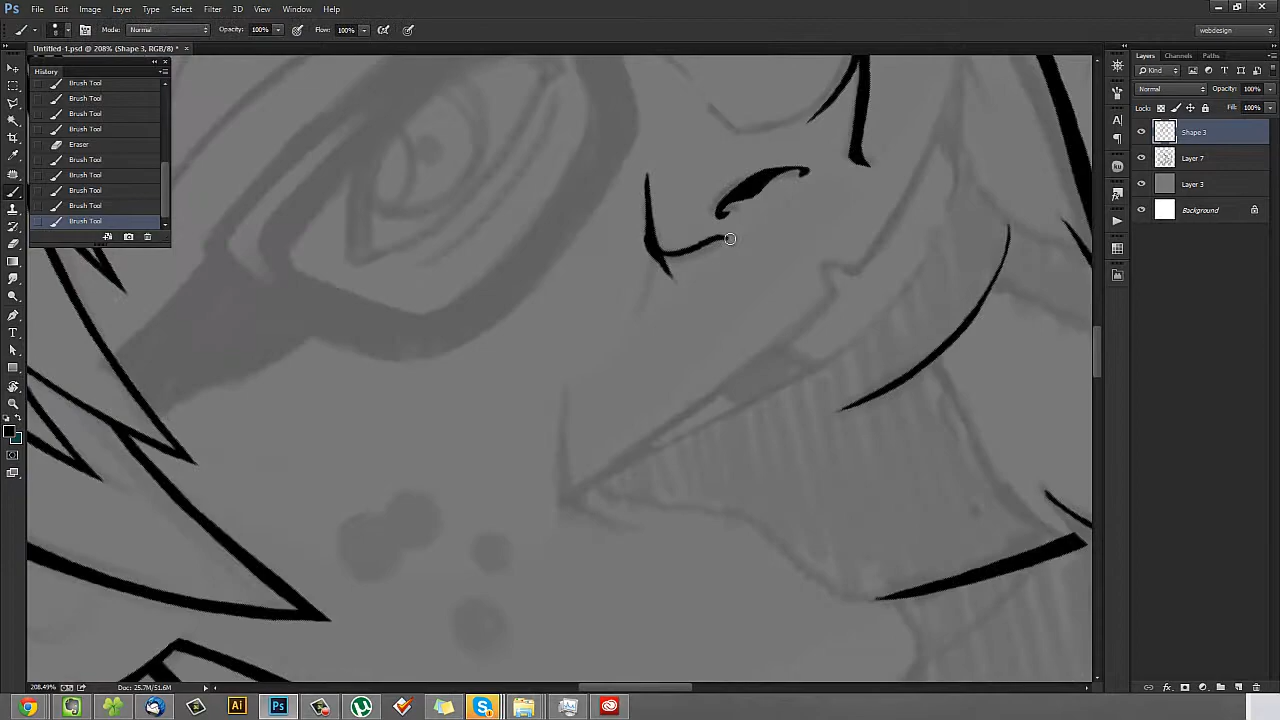 Ps File Edit Image Layer Type Select Filter 3D View Window Help
Mode: Normal Opacity: 100% Flow: 100% webdesign
Untitled-1.psd @ 208% (Shape 3, RGB/8) * ×
History
Brush Tool
Brush Tool
Brush Tool
Brush Tool
Eraser
Brush Tool
Brush Tool
Brush Tool
Brush Tool
Brush Tool
Layers Channels Paths
Kind
Normal Opacity: 100%
Lock: Fill: 100%
Shape 3
Layer 7
Layer 3
Background
208.49% Doc: 25.7M/51.6M
Ai Ps